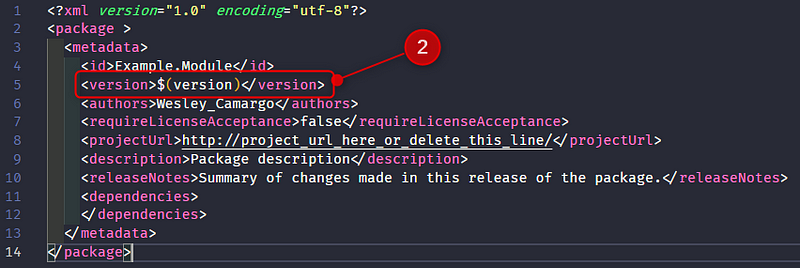 1 <?xml version="1.0" encoding="utf-8"?>
2 <package >
3 <metadata>
4 <id>Example.Module</id>
5 <version>$(version)</version>
2
6 <authors>Wesley_Camargo</authors>
7 <requireLicenseAcceptance>false</requireLicenseAcceptance>
8 <projectUrl>http://project_url_here_or_delete_this_line/</projectUrl>
9 <description>Package description</description>
10 <releaseNotes>Summary of changes made in this release of the package.</releaseNotes>
11 <dependencies>
12 </dependencies>
13 </metadata>
14 </package>